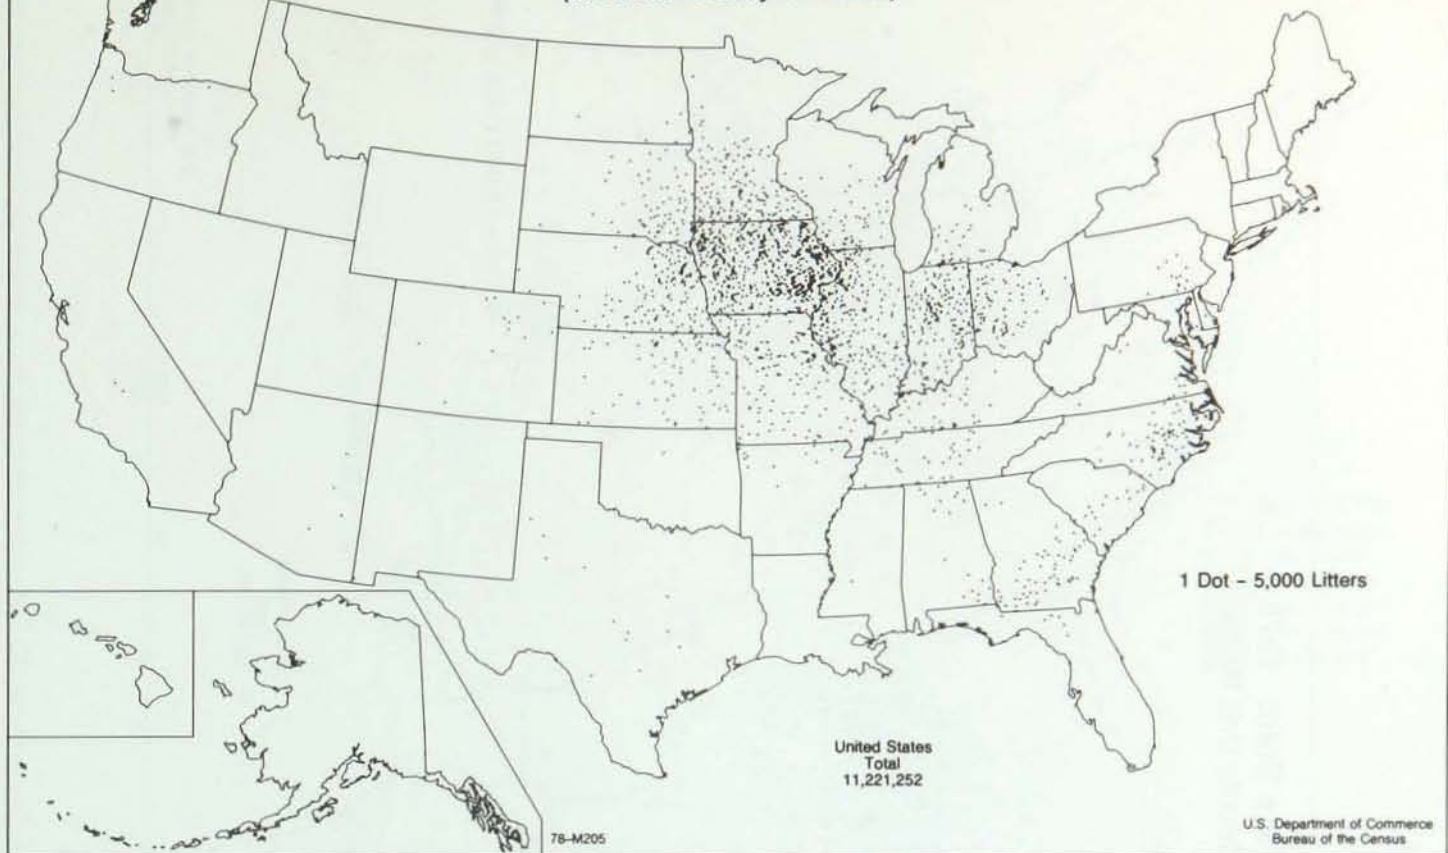 1 Dot - 5,000 Litters
United States
Total
11,221,252
78-M205
U.S. Department of Commerce
Bureau of the Census